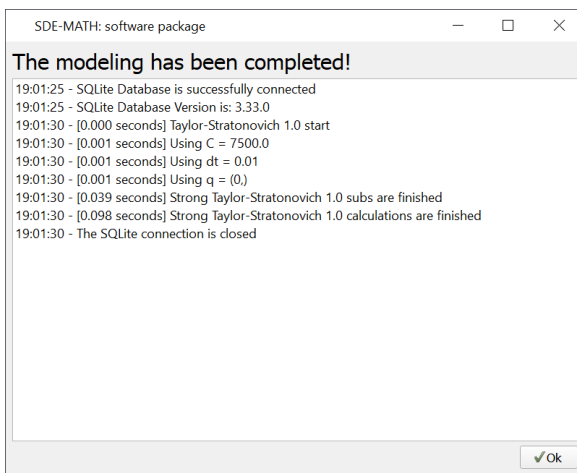 SDE-MATH: software package
The modeling has been completed!
19:01:25 - SQLite Database is successfully connected
19:01:25 - SQLite Database Version is: 3.33.0
19:01:30 - [0.000 seconds] Taylor-Stratonovich 1.0 start
19:01:30 - [0.001 seconds] Using C = 7500.0
19:01:30 - [0.001 seconds] Using dt = 0.01
19:01:30 - [0.001 seconds] Using q = (0,)
19:01:30 - [0.039 seconds] Strong Taylor-Stratonovich 1.0 subs are finished
19:01:30 - [0.098 seconds] Strong Taylor-Stratonovich 1.0 calculations are finished
19:01:30 - The SQLite connection is closed
Ok